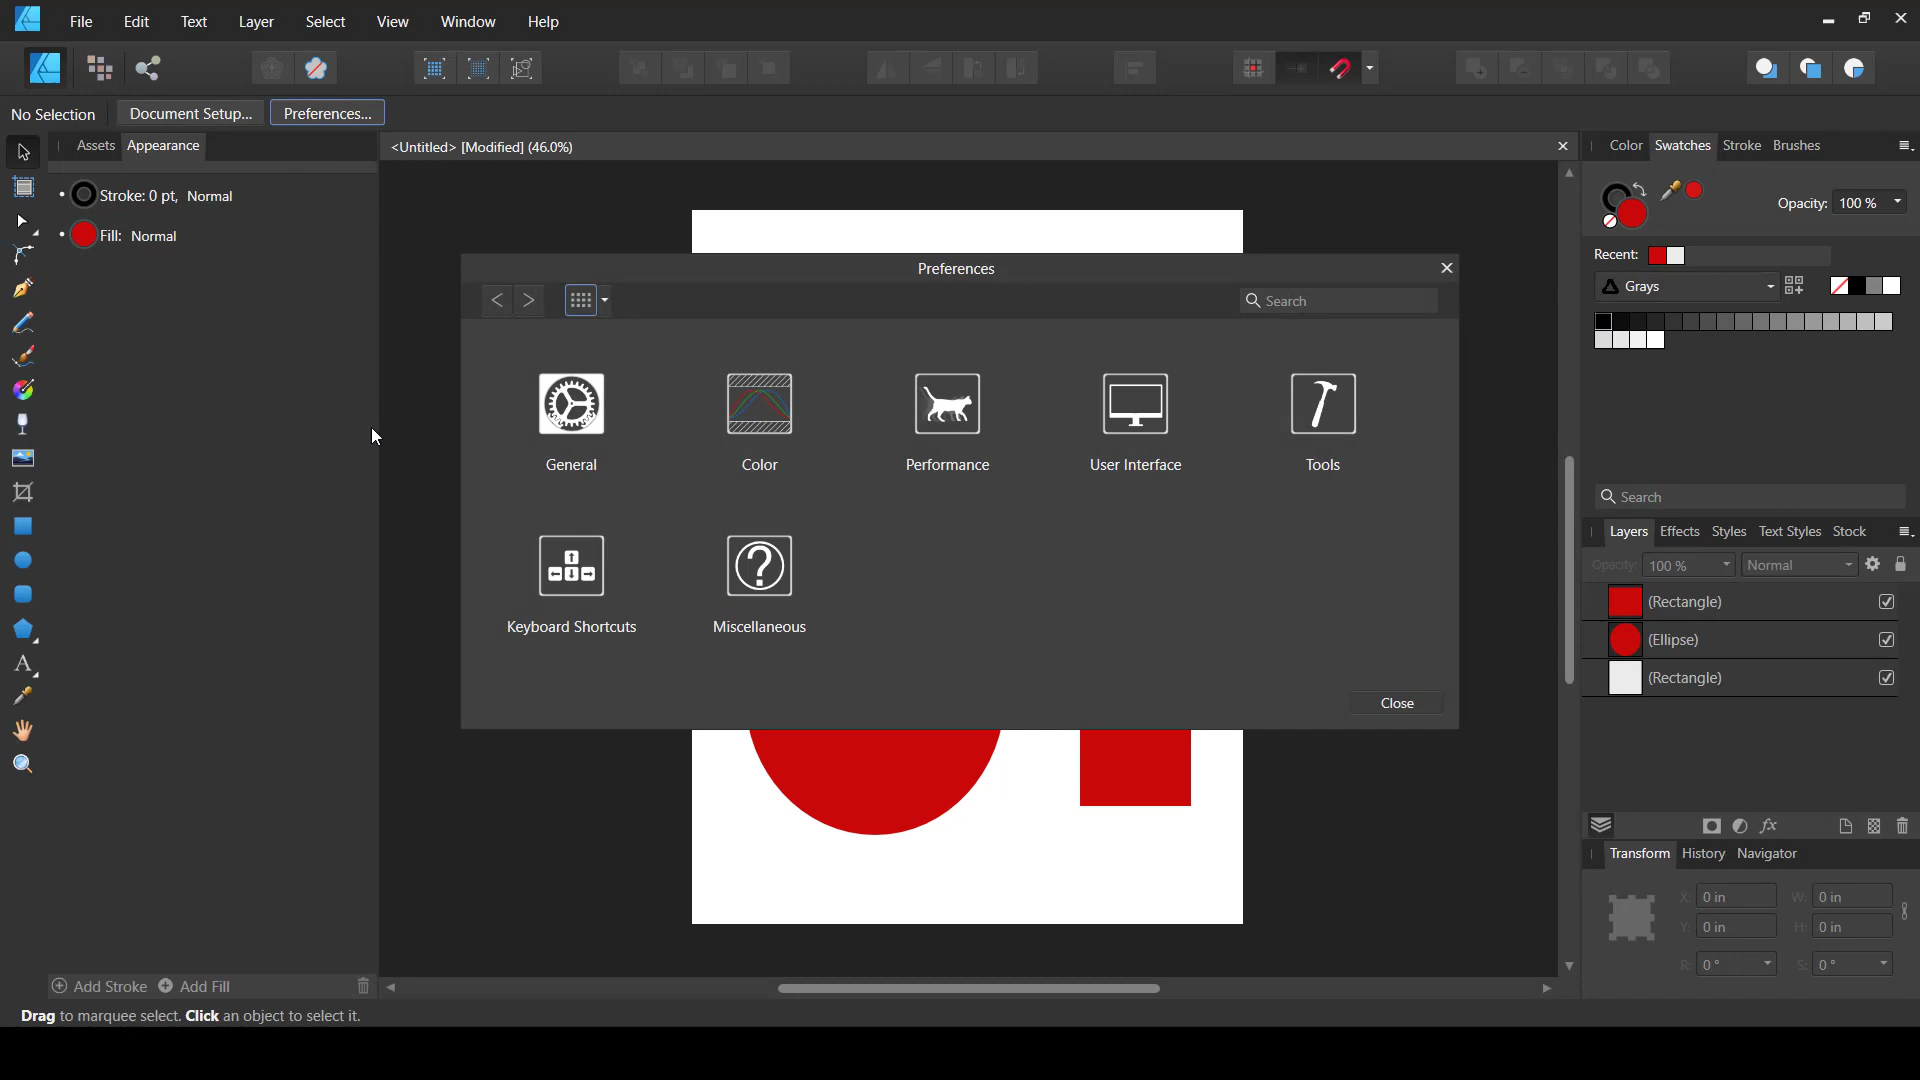 File Edit Text Layer Select View Window Help
No Selection Document Setup... Preferences...
Assets Appearance
<Untitled> [Modified] (46.0%)
Color Swatches Stroke Brushes
Stroke: 0 pt, Normal
Fill: Normal
Opacity: 100 %
Recent:
Grays
Preferences
Search
General
Color
Performance
User Interface
Tools
Keyboard Shortcuts
Miscellaneous
Close
Search
Layers Effects Styles Text Styles Stock
Opacity: 100 % Normal
(Rectangle)
(Ellipse)
(Rectangle)
Transform History Navigator
X: 0 in W: 0 in
Y: 0 in H: 0 in
R: 0 ° S: 0 °
Add Stroke Add Fill
Drag to marquee select. Click an object to select it.